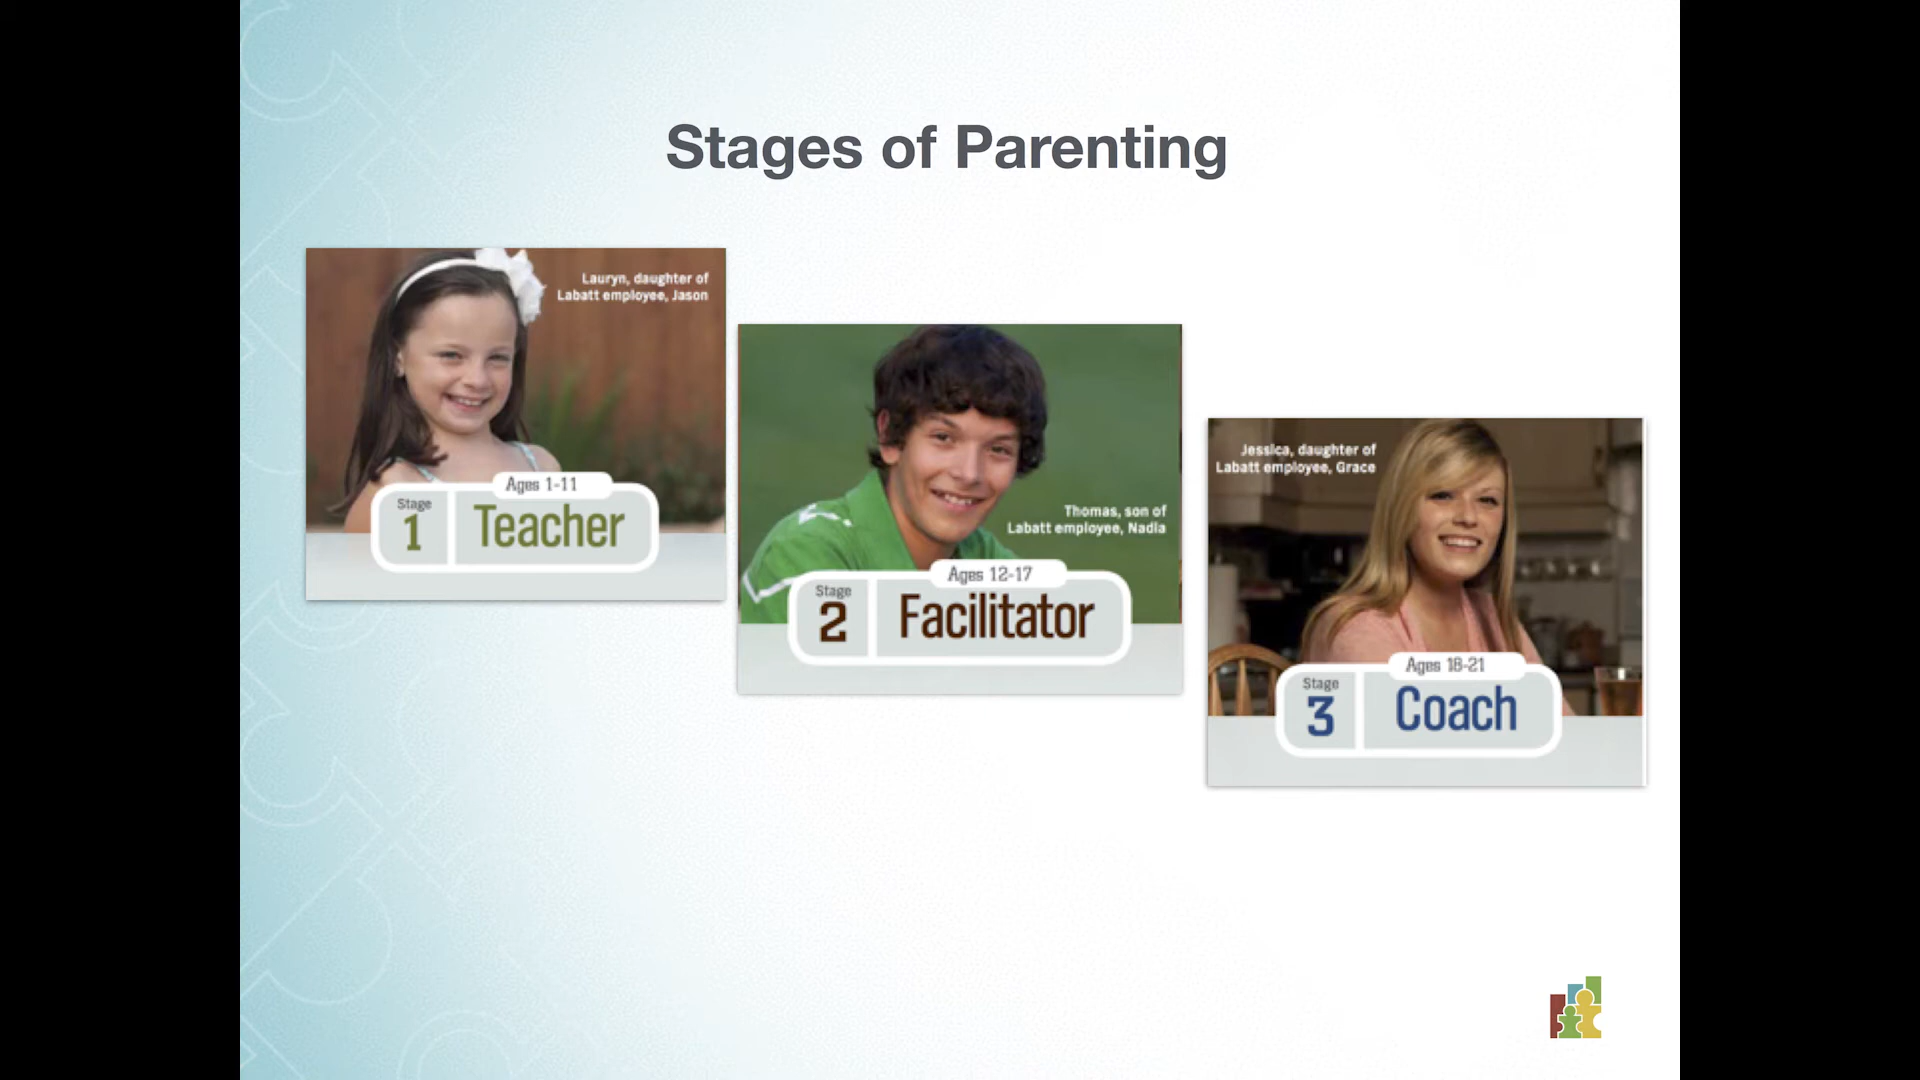 Stages of Parenting
Lauryn, daughter of
Labatt employee, Jason
Ages 1-11
Stage
1
Teacher
Thomas, son of
Labatt employee, Nadia
Ages 12-17
Stage
2
Facilitator
Jessica, daughter of
Labatt employee, Grace
Ages 18-21
Stage
3
Coach